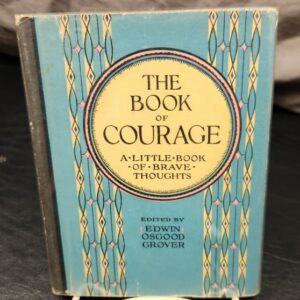 THE
BOOK
OF
COURAGE
A·LITTLE·BOOK
·OF·BRAVE·
THOUGHTS
EDITED BY
EDWIN
OSGOOD
GROVER